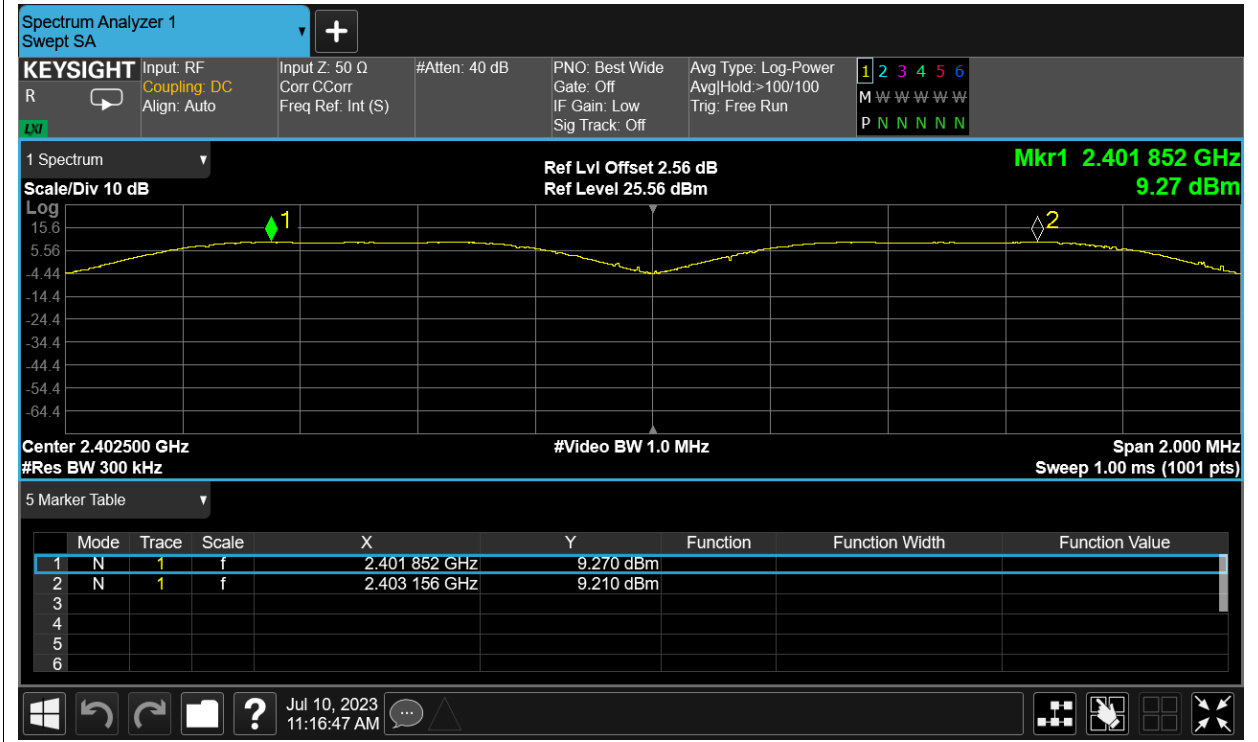 Spectrum Analyzer 1
Swept SA
+
KEYSIGHT
R
LXI
Input: RF
Coupling: DC
Align: Auto
Input Z: 50 Ω
Corr CCorr
Freq Ref: Int (S)
#Atten: 40 dB
PNO: Best Wide
Gate: Off
IF Gain: Low
Sig Track: Off
Avg Type: Log-Power
Avg|Hold:>100/100
Trig: Free Run
1 2 3 4 5 6
M W W W W W
P N N N N N
1 Spectrum
Scale/Div 10 dB
Ref Lvl Offset 2.56 dB
Ref Level 25.56 dBm
Mkr1 2.401 852 GHz
9.27 dBm
Log
15.6
5.56
-4.44
-14.4
-24.4
-34.4
-44.4
-54.4
-64.4
1
2
Center 2.402500 GHz
#Video BW 1.0 MHz
Span 2.000 MHz
#Res BW 300 kHz
Sweep 1.00 ms (1001 pts)
5 Marker Table
Mode Trace Scale X Y Function Function Width Function Value
1 N 1 f 2.401 852 GHz 9.270 dBm
2 N 1 f 2.403 156 GHz 9.210 dBm
3
4
5
6
?
Jul 10, 2023
11:16:47 AM